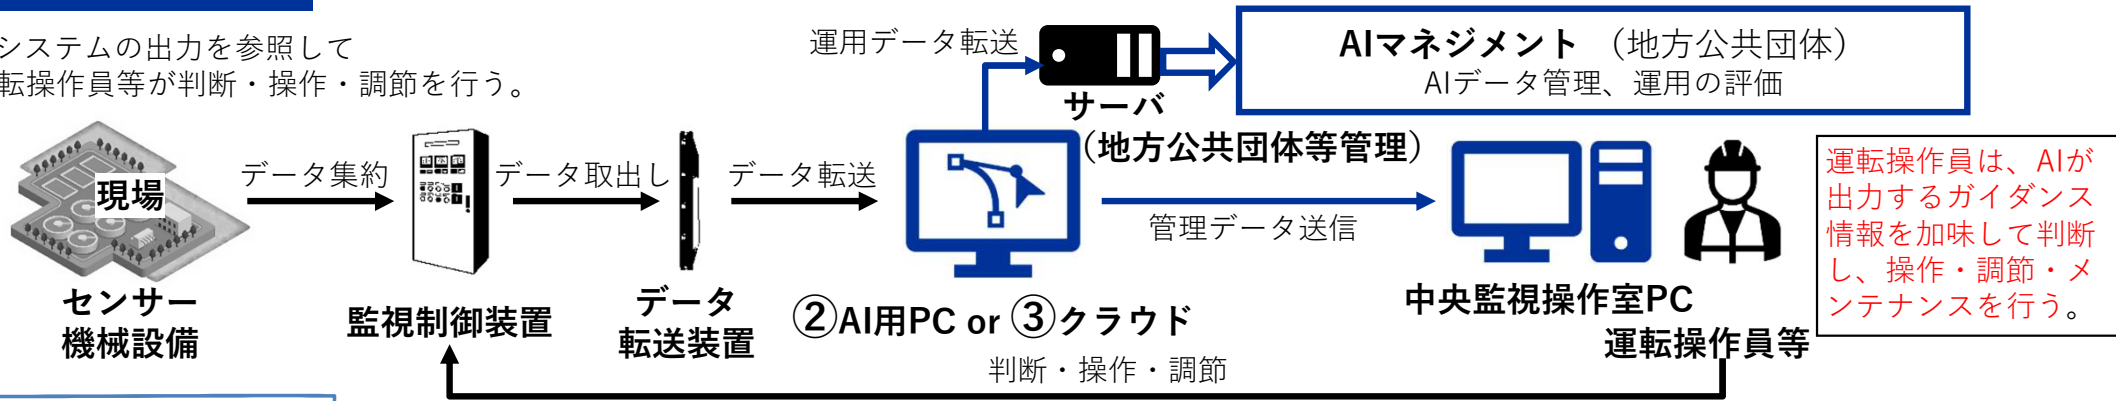 システムの出力を参照して
転操作員等が判断・操作・調節を行う。
運用データ転送
サーバ
(地方公共団体等管理)
AIマネジメント （地方公共団体）
AIデータ管理、運用の評価
現場
センサー
機械設備
データ集約
監視制御装置
データ取出し
データ
転送装置
データ転送
②AI用PC or ③クラウド
管理データ送信
中央監視操作室PC
運転操作員等
運転操作員は、AIが
出力するガイダンス
情報を加味して判断
し、操作・調節・メ
ンテナンスを行う。
判断・操作・調節